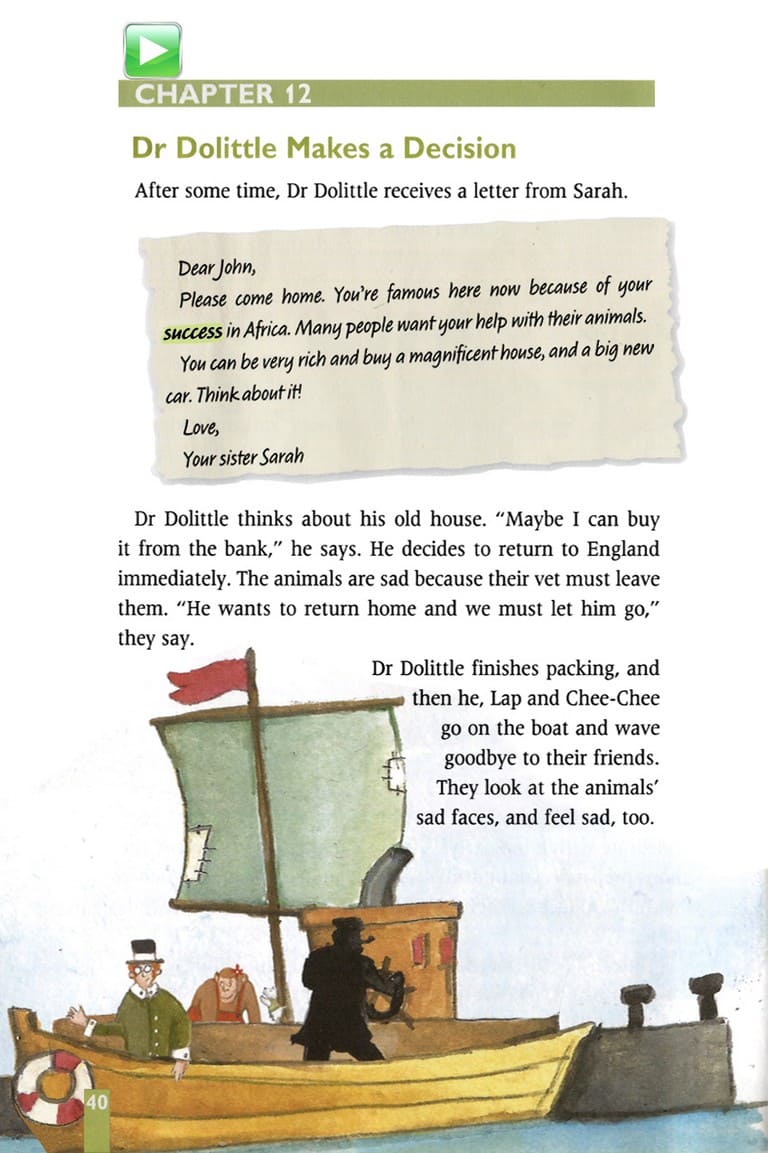 CHAPTER 12
Dr Dolittle Makes a Decision
After some time, Dr Dolittle receives a letter from Sarah.
Dear John,
Please come home. You're famous here now because of your
success in Africa. Many people want your help with their animals.
You can be very rich and buy a magnificent house, and a big new
car. Think about it!
Love,
Your sister Sarah
Dr Dolittle thinks about his old house. “Maybe I can buy
it from the bank,” he says. He decides to return to England
immediately. The animals are sad because their vet must leave
them. “He wants to return home and we must let him go,”
they say.
Dr Dolittle finishes packing, and
then he, Lap and Chee-Chee
go on the boat and wave
goodbye to their friends.
They look at the animals’
sad faces, and feel sad, too.
40